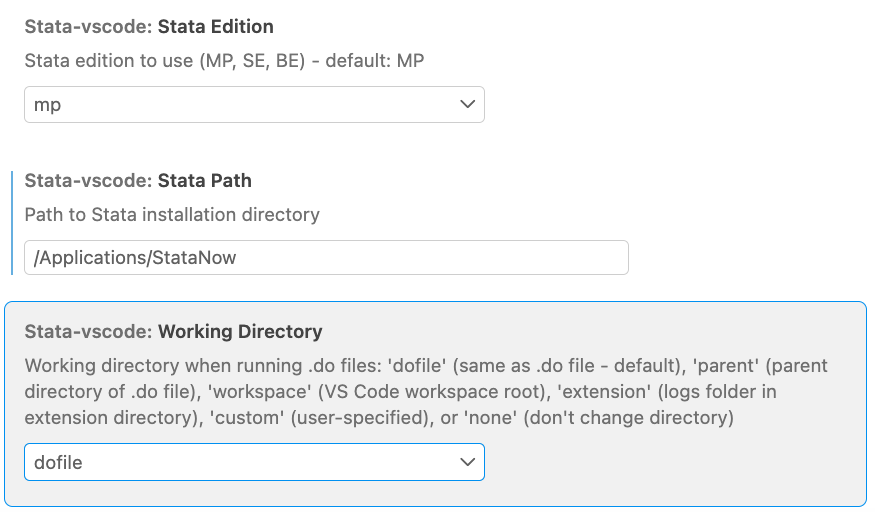 Stata-vscode: Stata Edition
Stata edition to use (MP, SE, BE) - default: MP
mp
Stata-vscode: Stata Path
Path to Stata installation directory
/Applications/StataNow
Stata-vscode: Working Directory
Working directory when running .do files: 'dofile' (same as .do file - default), 'parent' (parent
directory of .do file), 'workspace' (VS Code workspace root), 'extension' (logs folder in
extension directory), 'custom' (user-specified), or 'none' (don't change directory)
dofile